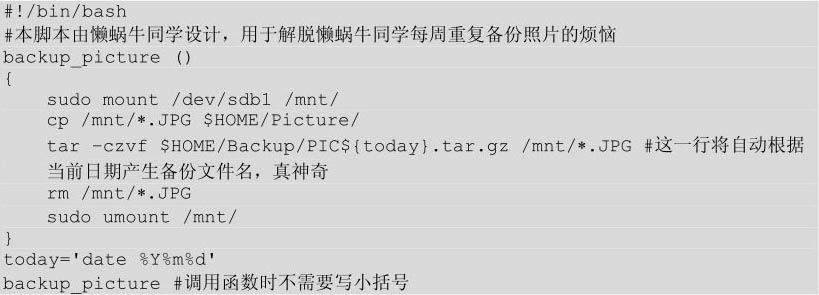 #!/bin/bash
#本脚本由懒蜗牛同学设计，用于解脱懒蜗牛同学每周重复备份照片的烦恼
backup_picture ()
{
    sudo mount /dev/sdb1 /mnt/
    cp /mnt/*.JPG $HOME/Picture/
    tar -czvf $HOME/Backup/PIC${today}.tar.gz /mnt/*.JPG #这一行将自动根据
    当前日期产生备份文件名，真神奇
    rm /mnt/*.JPG
    sudo umount /mnt/
}
today='date %Y%m%d'
backup_picture #调用函数时不需要写小括号